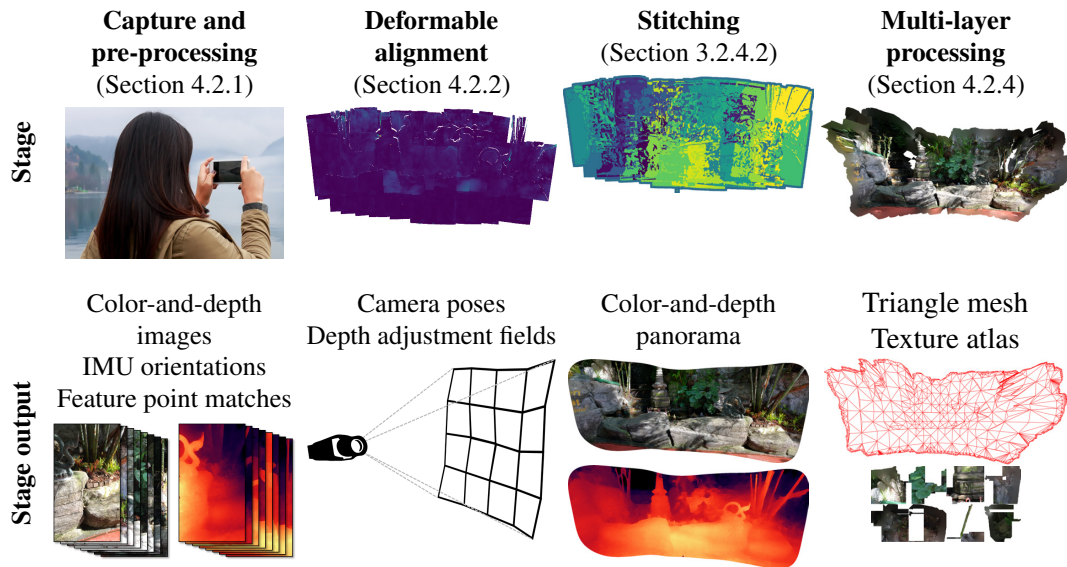 Capture and
pre-processing
(Section 4.2.1)
Deformable
alignment
(Section 4.2.2)
Stitching
(Section 3.2.4.2)
Multi-layer
processing
(Section 4.2.4)
Stage
Color-and-depth
images
IMU orientations
Feature point matches
Camera poses
Depth adjustment fields
Color-and-depth
panorama
Triangle mesh
Texture atlas
Stage output